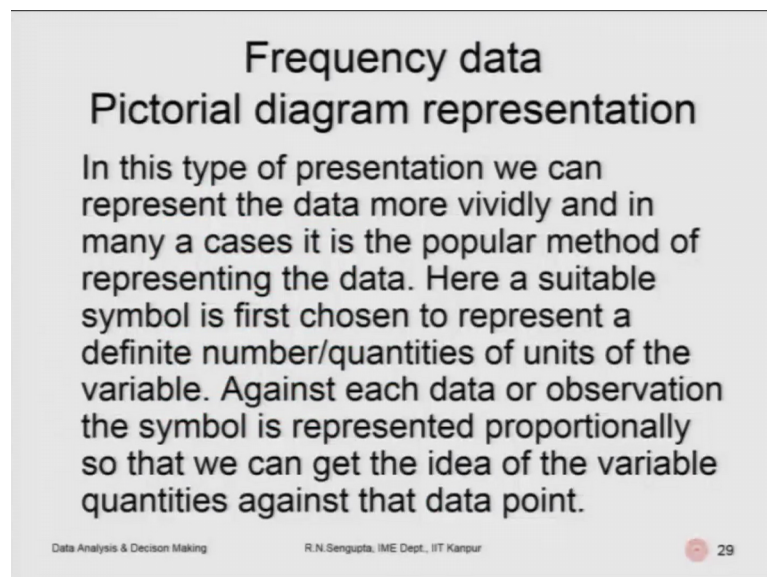 Frequency data
Pictorial diagram representation
In this type of presentation we can
represent the data more vividly and in
many a cases it is the popular method of
representing the data. Here a suitable
symbol is first chosen to represent a
definite number/quantities of units of the
variable. Against each data or observation
the symbol is represented proportionally
so that we can get the idea of the variable
quantities against that data point.
Data Analysis & Decison Making R.N.Sengupta, IME Dept., IIT Kanpur 29